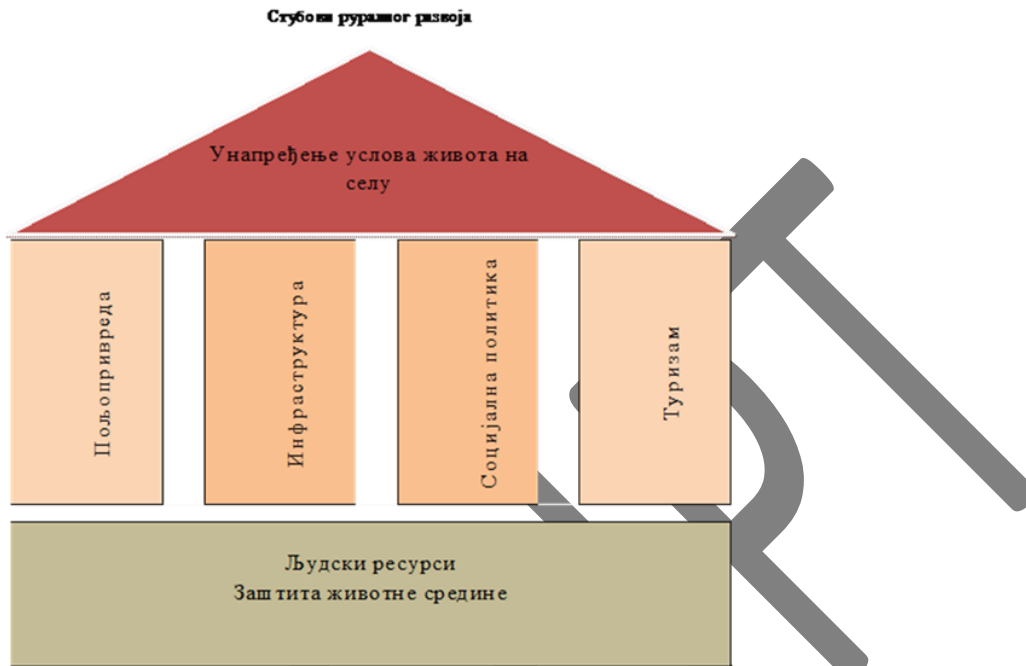 Стубови руралног развоја
Унапређење услова живота на
селу
Пољопривреда
Инфраструктура
Социјална политика
Туризам
Људски ресурси
Заштита животне средине